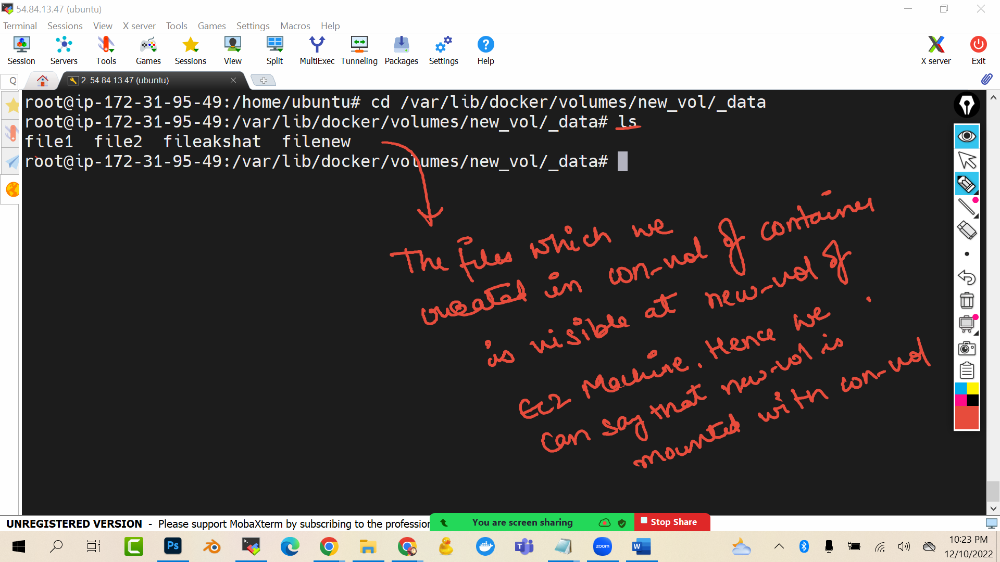 54.84.13.47 (ubuntu)
Terminal Sessions View X server Tools Games Settings Macros Help
Session Servers Tools Games Sessions View Split MultiExec Tunneling Packages Settings Help X server Exit
2. 54.84.13.47 (ubuntu)
root@ip-172-31-95-49:/home/ubuntu# cd /var/lib/docker/volumes/new_vol/_data
root@ip-172-31-95-49:/var/lib/docker/volumes/new_vol/_data# ls
file1 file2 fileakshat filenew
root@ip-172-31-95-49:/var/lib/docker/volumes/new_vol/_data#
The files which we
created in con-vol of container
is visible at new-vol of
EC2 Machine. Hence we
can say that new-vol is
mounted with con-vol
UNREGISTERED VERSION - Please support MobaXterm by subscribing to the profession
You are screen sharing Stop Share
Ps zoom W
10:23 PM
12/10/2022